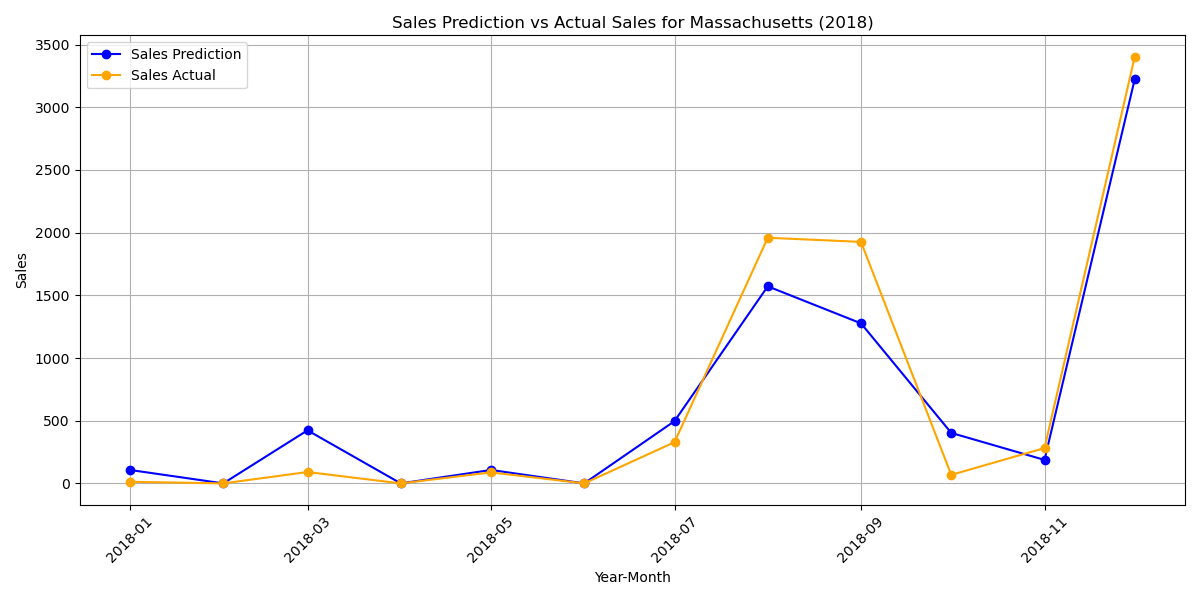 Sales Prediction vs Actual Sales for Massachusetts (2018)
Sales Prediction
Sales Actual
3500
3000
2500
2000
1500
1000
500
0
Sales
2018-01
2018-03
2018-05
2018-07
2018-09
2018-11
Year-Month